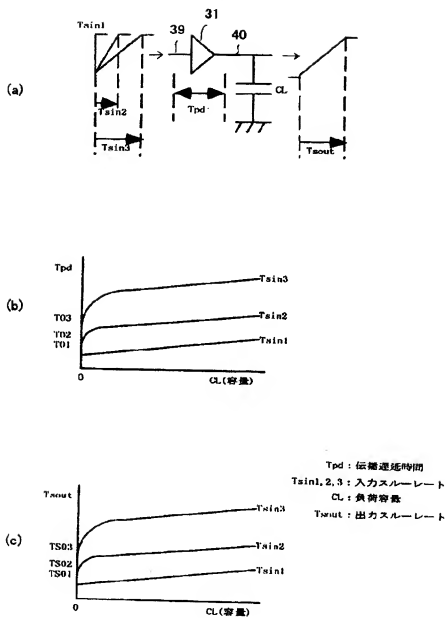 (a)
Tsin1
Tsin2
Tsin3
39
31
40
CL
Tpd
Tsout
(b)
Tpd
T03
T02
T01
0
Tsin3
Tsin2
Tsin1
CL(容量)
(c)
Tsout
TS03
TS02
TS01
0
Tsin3
Tsin2
Tsin1
CL(容量)
Tpd：伝播遅延時間
Tsin1,2,3：入力スルーレート
CL：負荷容量
Tsout：出力スルーレート